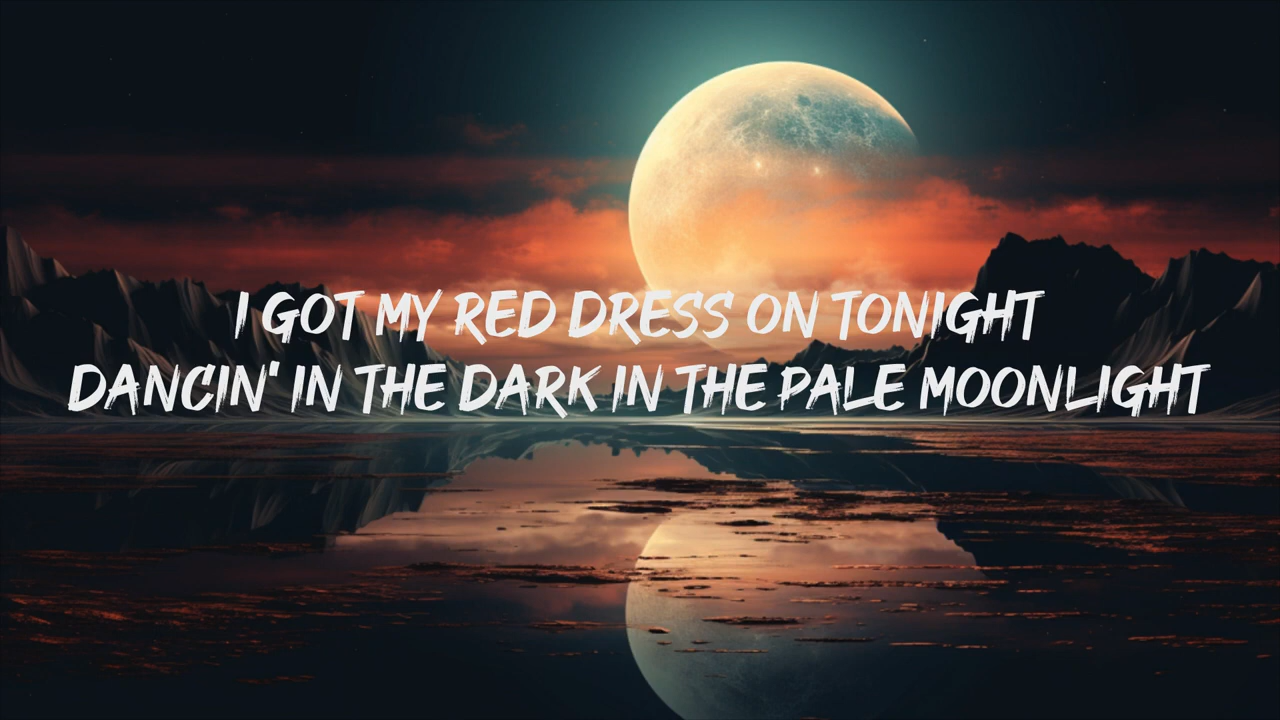 I GOT MY RED DRESS ON TONIGHT
DANCIN' IN THE DARK IN THE PALE MOONLIGHT